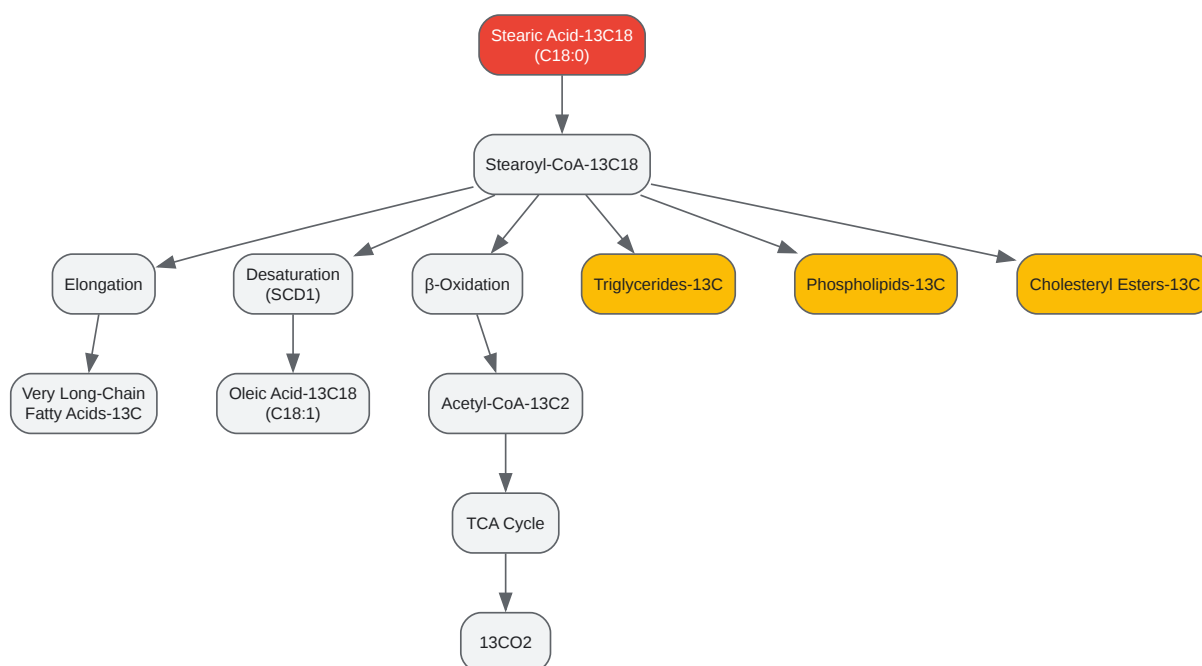 Stearic Acid-13C18
(C18:0)
Stearoyl-CoA-13C18
Elongation
Desaturation
(SCD1)
β-Oxidation
Triglycerides-13C
Phospholipids-13C
Cholesteryl Esters-13C
Very Long-Chain
Fatty Acids-13C
Oleic Acid-13C18
(C18:1)
Acetyl-CoA-13C2
TCA Cycle
13CO2